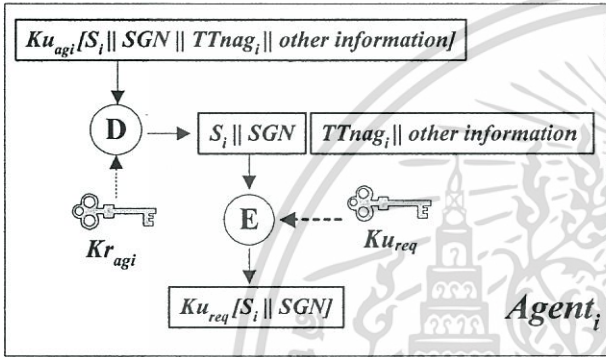 Ku_agi [S_i || SGN || TTnag_i || other information]
D
S_i || SGN
TTnag_i || other information
Kr_agi
E
Ku_req
Ku_req [S_i || SGN]
Agent_i